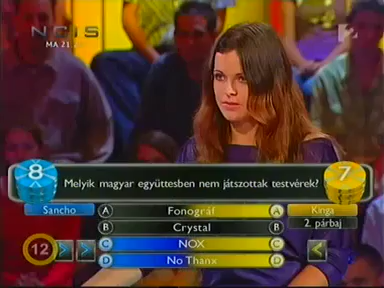 NCIS
MA 21.
2
8
Melyik magyar együttesben nem játszottak testvérek?
7
Sancho
A Fonográf A
Kinga
B Crystal B
2. párbaj
12
C NOX C
D No Thanx D